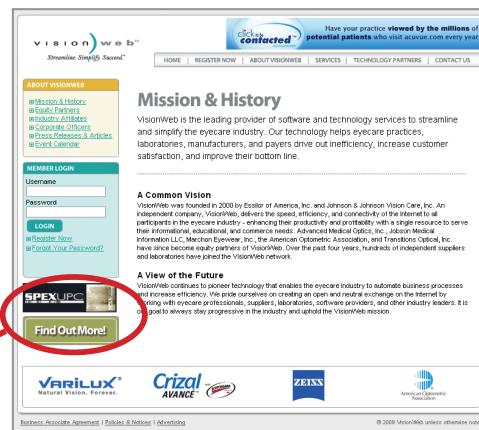 vision web
Streamline. Simplify. Succeed.
click & be contacted
Have your practice viewed by the millions of
potential patients who visit acuvue.com every year
HOME | REGISTER NOW | ABOUT VISIONWEB | SERVICES | TECHNOLOGY PARTNERS | CONTACT US
ABOUT VISIONWEB
Mission & History
Equity Partners
Industry Affiliates
Corporate Officers
Press Releases & Articles
Event Calendar
MEMBER LOGIN
Username
Password
LOGIN
Register Now
Forgot Your Password?
SPEXUPC
Find Out More!
Mission & History
VisionWeb is the leading provider of software and technology services to streamline
and simplify the eyecare industry. Our technology helps eyecare practices,
laboratories, manufacturers, and payers drive out inefficiency, increase customer
satisfaction, and improve their bottom line.
A Common Vision
VisionWeb was founded in 2000 by Essilor of America, Inc. and Johnson & Johnson Vision Care, Inc. An
independent company, VisionWeb, delivers the speed, efficiency, and connectivity of the Internet to all
participants in the eyecare industry - enhancing their productivity and profitability with a single resource to serve
their informational, educational, and commerce needs. Advanced Medical Optics, Inc., Jobson Medical
Information LLC, Marchon Eyewear, Inc., the American Optometric Association, and Transitions Optical, Inc.
have since become equity partners of VisionWeb. Over the past four years, hundreds of independent suppliers
and laboratories have joined the VisionWeb network.
A View of the Future
VisionWeb continues to pioneer technology that enables the eyecare industry to automate business processes
and increase efficiency. We pride ourselves on creating an open and neutral exchange on the Internet by
working with eyecare professionals, suppliers, laboratories, software providers, and other industry leaders. It is
our goal to always stay progressive in the industry and uphold the VisionWeb mission.
VARILUX®
Natural Vision. Forever.
Crizal
AVANCÉ™
ZEISS
American Optometric
Association
Business Associate Agreement | Policies & Notices | Advertising
© 2009 VisionWeb unless otherwise note